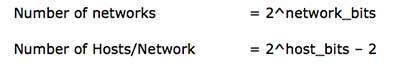 Number of networks = 2^network_bits
Number of Hosts/Network = 2^host_bits – 2